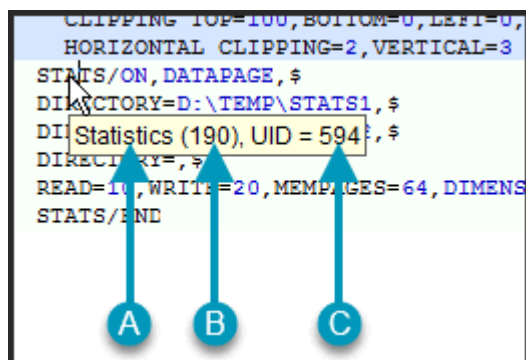 CLIPPING TOP=100,BOTTOM=0,LEFT=0,
HORIZONTAL CLIPPING=2,VERTICAL=3
STATS/ON,DATAPAGE,$
DIRECTORY=D:\TEMP\STATS1,$
Statistics (190), UID = 594 ,$
DIRECTORY=,$
READ=10,WRITE=20,MEMPAGES=64,DIMENS
STATS/END
A B C